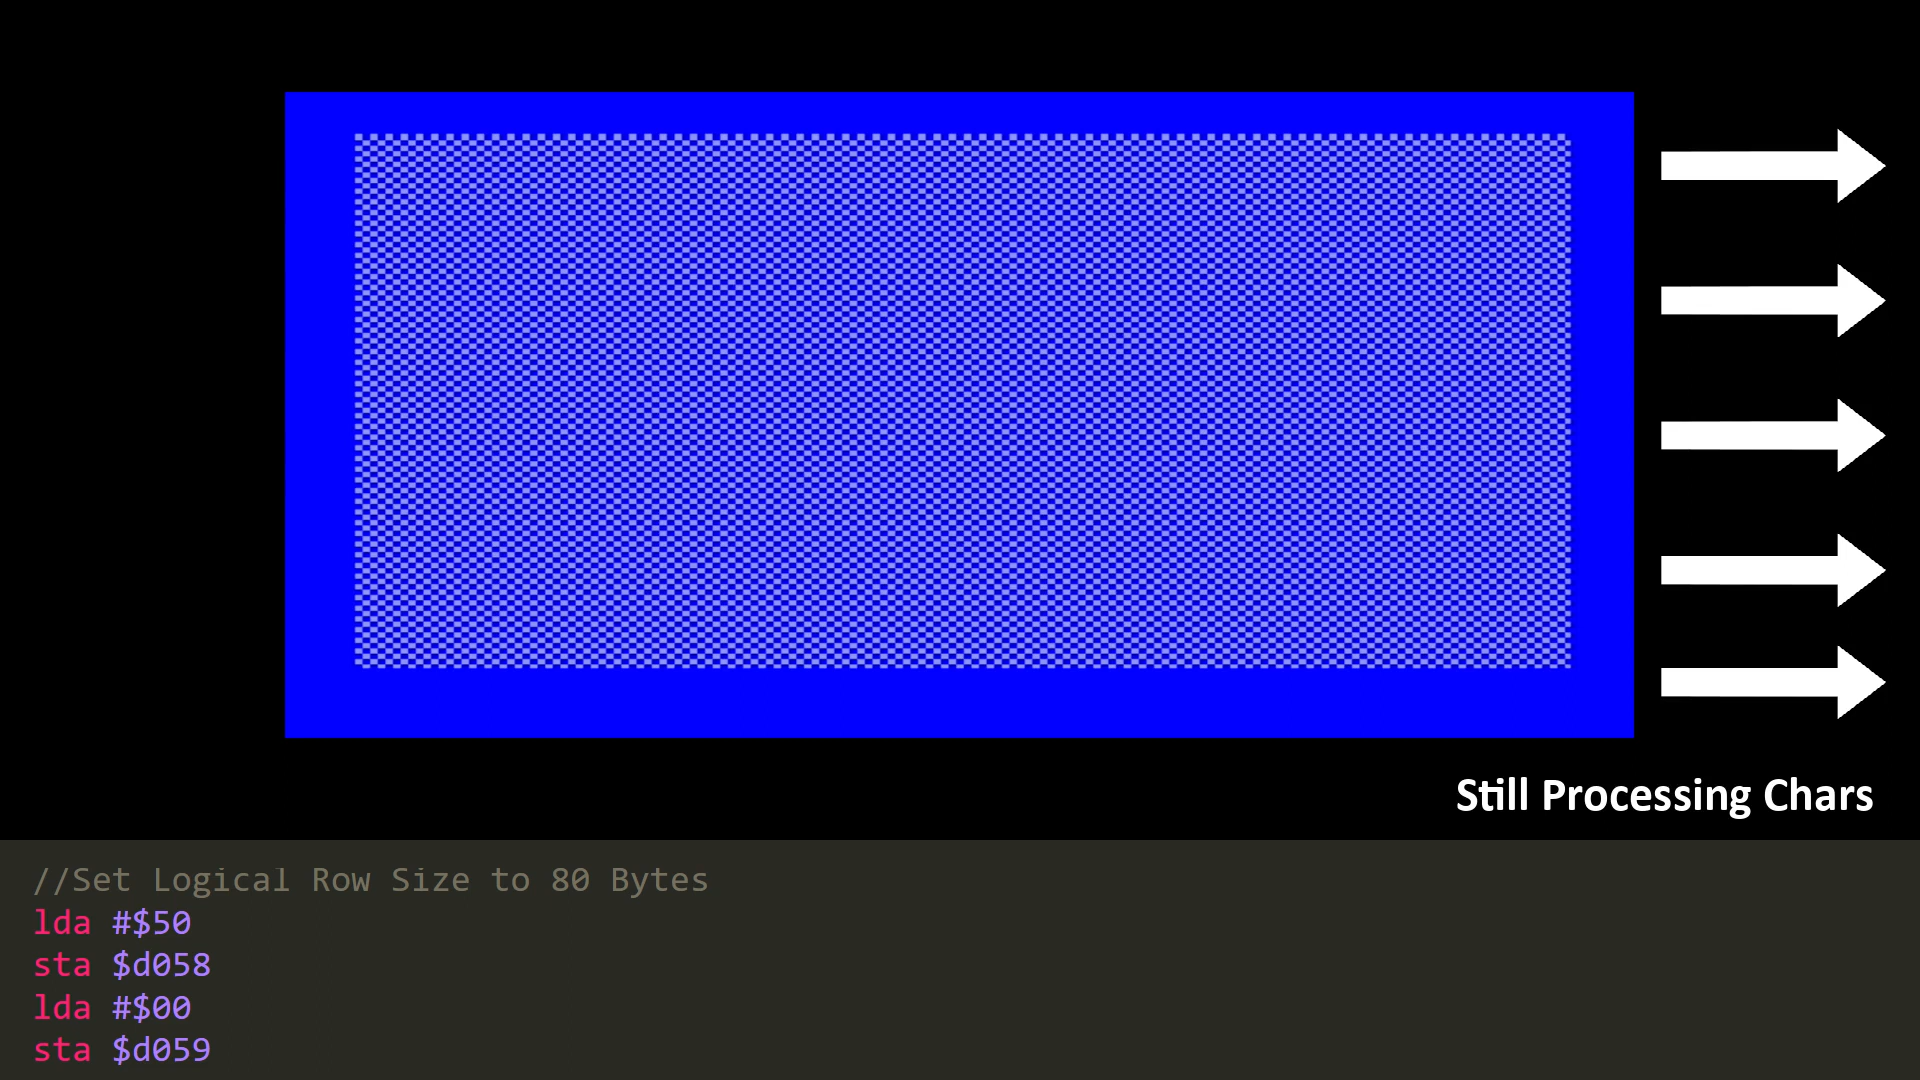 Still Processing Chars
//Set Logical Row Size to 80 Bytes
lda #$50
sta $d058
lda #$00
sta $d059